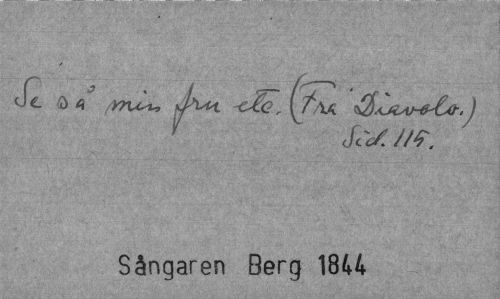 Se så min fru etc. (Fra Diavolo.)
Sid. 115.
Sångaren Berg 1844